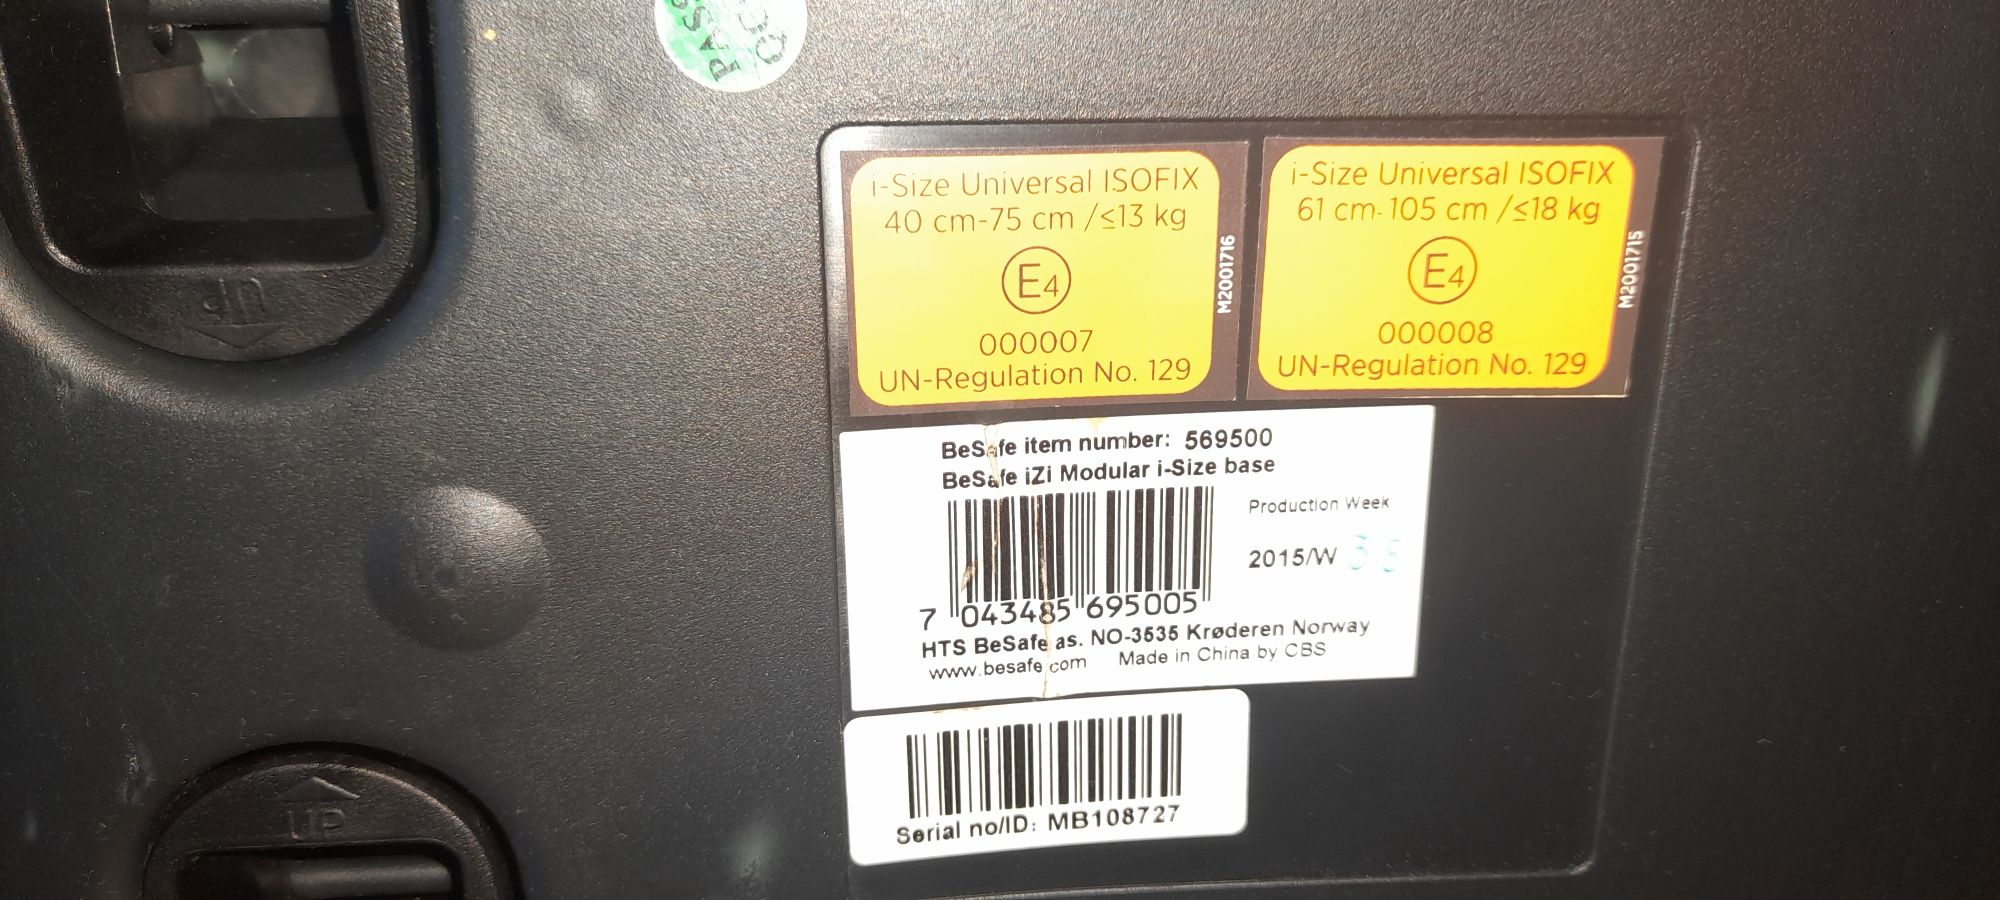 PASS
UP
i-Size Universal ISOFIX
40 cm-75 cm /≤13 kg
E4
000007
UN-Regulation No. 129
M2001716
i-Size Universal ISOFIX
61 cm-105 cm /≤18 kg
E4
000008
UN-Regulation No. 129
M2001715
BeSafe item number: 569500
BeSafe iZi Modular i-Size base
Production Week
2015/W 38
7 043485 695005
HTS BeSafe as. NO-3535 Krøderen Norway
www.besafe.com Made in China by CBS
Serial no/ID: MB108727
UP